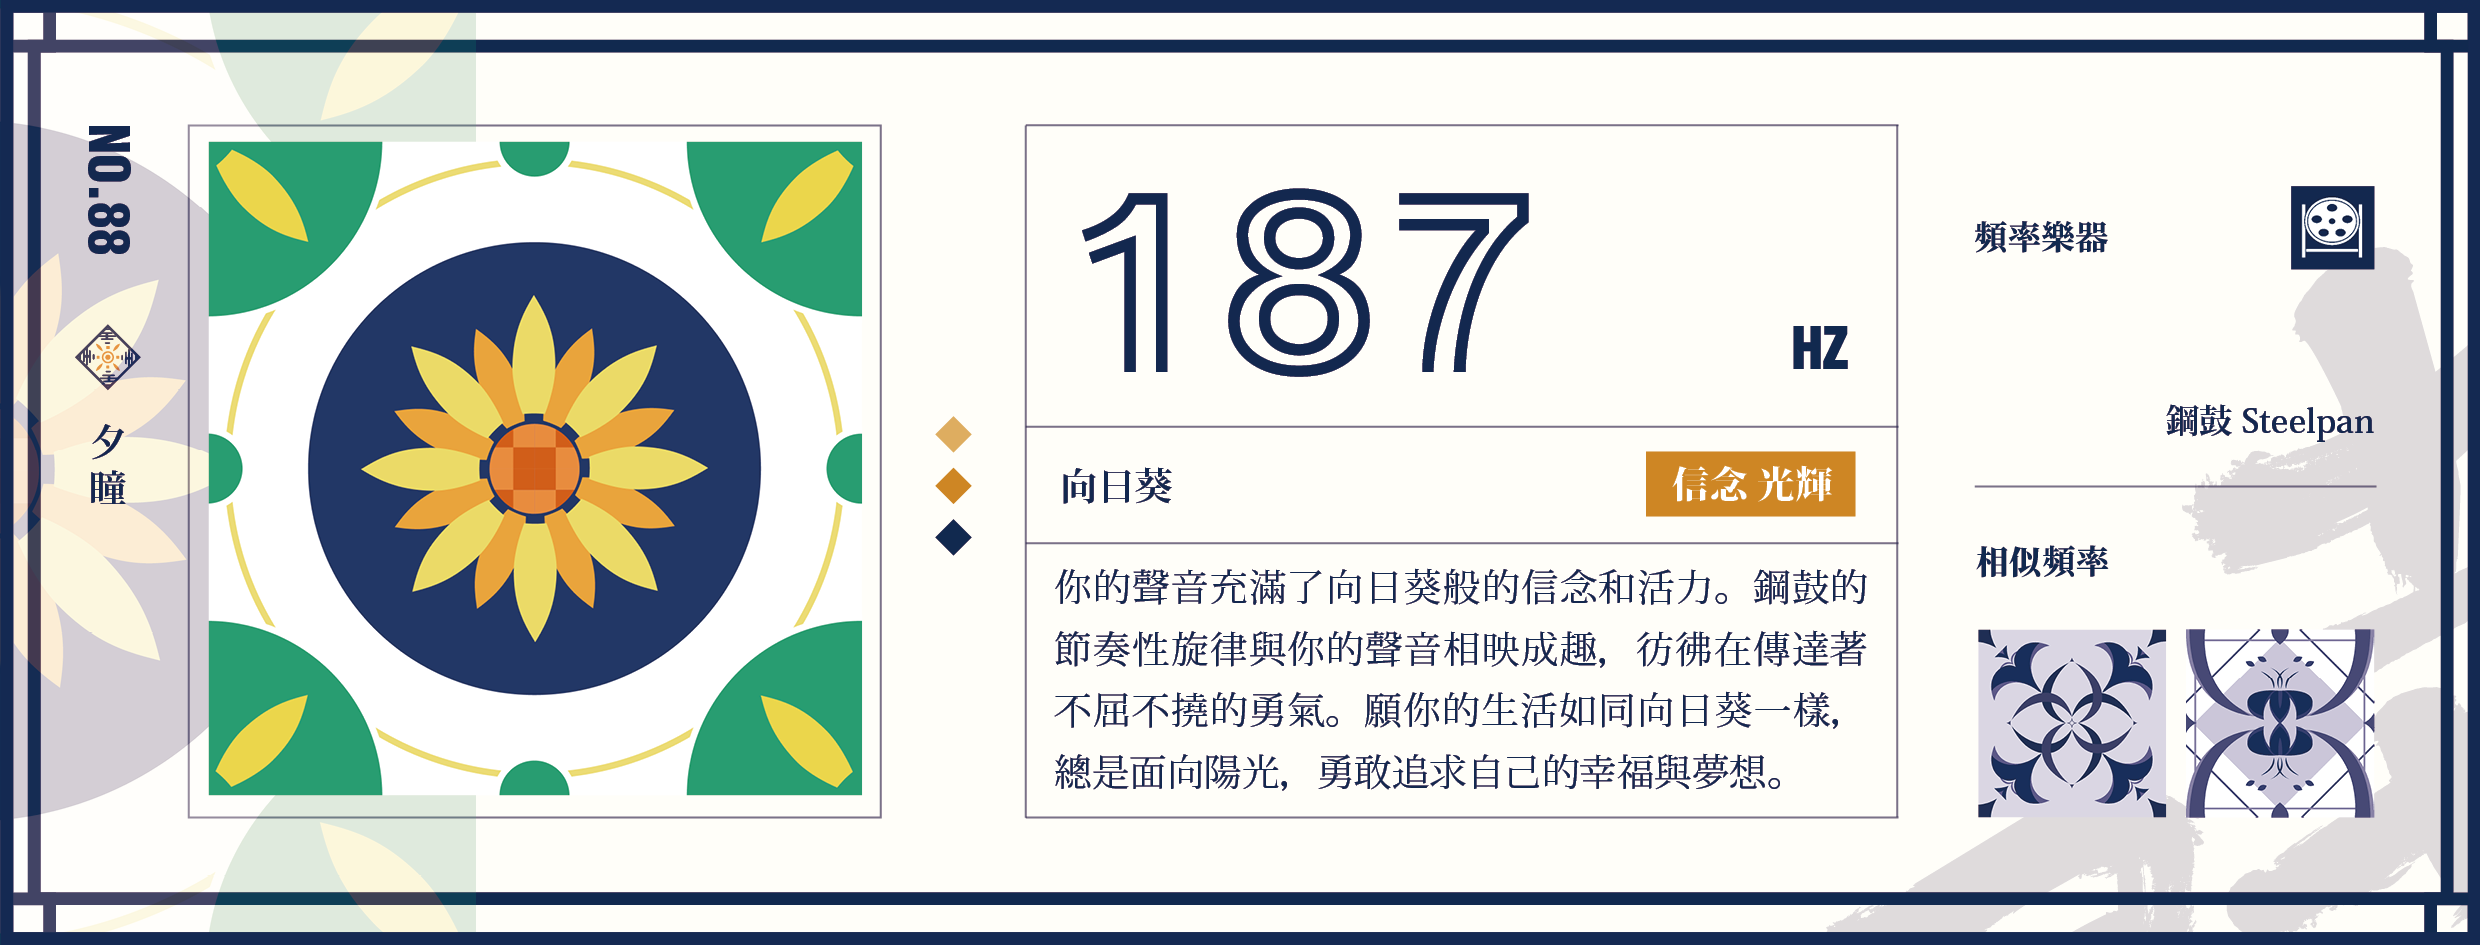 NO.88
夕瞳
187
HZ
向日葵
信念 光輝
你的聲音充滿了向日葵般的信念和活力。鋼鼓的
節奏性旋律與你的聲音相映成趣，彷彿在傳達著
不屈不撓的勇氣。願你的生活如同向日葵一樣，
總是面向陽光，勇敢追求自己的幸福與夢想。
頻率樂器
鋼鼓 Steelpan
相似頻率